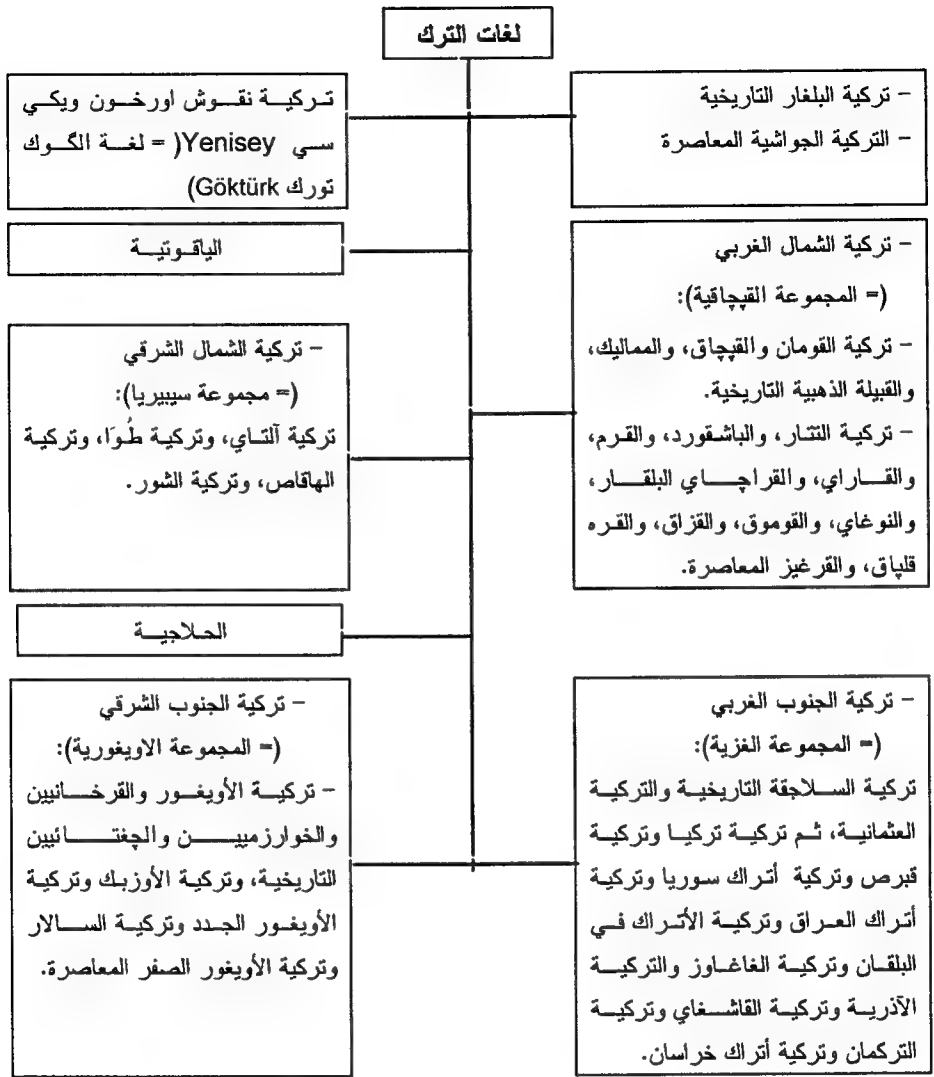 لغات الترك
- تركية البلغار التاريخية
- التركية الجواشية المعاصرة
تركية نقوش اورخون ويكي
سي Yenisey (= لغة الگوك
تورك Göktürk)
الياقوتية
- تركية الشمال الغربي
(= المجموعة القپچاقية):
- تركية القومان والقپچاق، والمماليك،
والقبيلة الذهبية التاريخية.
- تركية التتار، والباشقورد، والقرم،
والقاراي، والقراچاي البلقار،
والنوغاي، والقوموق، والقزاق، والقره
قلپاق، والقرغيز المعاصرة.
- تركية الشمال الشرقي
(= مجموعة سيبيريا):
تركية آلتاي، وتركية طُوَا، وتركية
الهاقاص، وتركية الشور.
الحلاجية
- تركية الجنوب الغربي
(= المجموعة الغزية):
تركية السلاجقة التاريخية والتركية
العثمانية، ثم تركية تركيا وتركية
قبرص وتركية أتراك سوريا وتركية
أتراك العراق وتركية الأتراك في
البلقان وتركية الغاغاوز والتركية
الآذرية وتركية القاشغاي وتركية
التركمان وتركية أتراك خراسان.
- تركية الجنوب الشرقي
(= المجموعة الاويغورية):
- تركية الأويغور والقرخانيين
والخوارزميين والچغتائيين
التاريخية، وتركية الأوزبك وتركية
الأويغور الجدد وتركية السالار
وتركية الأويغور الصفر المعاصرة.